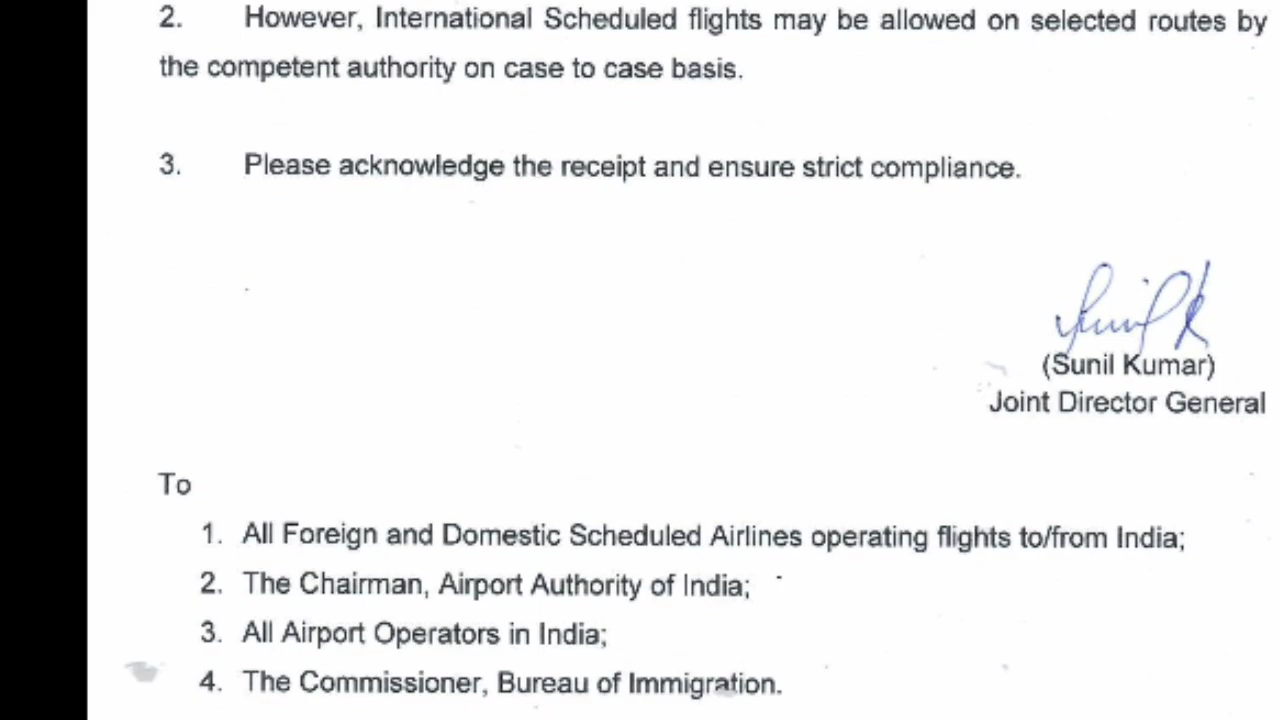 2. However, International Scheduled flights may be allowed on selected routes by
the competent authority on case to case basis.
3. Please acknowledge the receipt and ensure strict compliance.
(Sunil Kumar)
Joint Director General
To
1. All Foreign and Domestic Scheduled Airlines operating flights to/from India;
2. The Chairman, Airport Authority of India;
3. All Airport Operators in India;
4. The Commissioner, Bureau of Immigration.